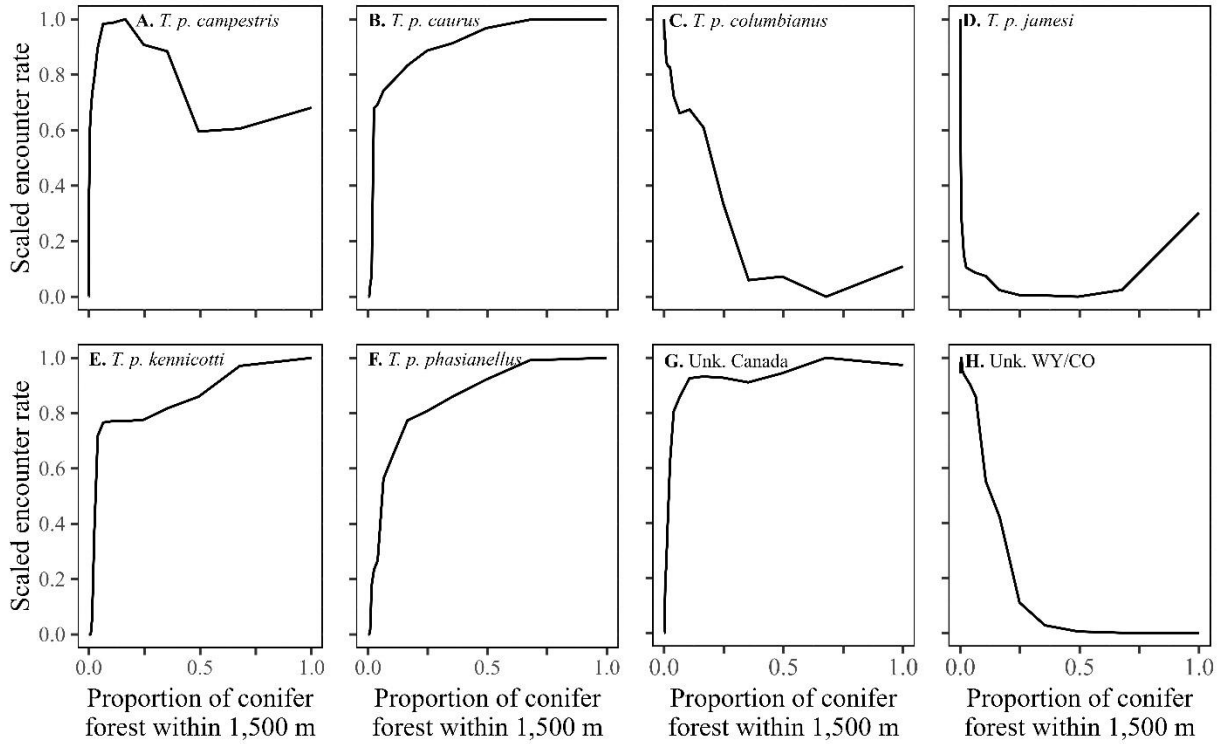 A. T. p. campestris
B. T. p. caurus
C. T. p. columbianus
D. T. p. jamesi
Scaled encounter rate
1.0
0.8
0.6
0.4
0.2
0.0
E. T. p. kennicotti
F. T. p. phasianellus
G. Unk. Canada
H. Unk. WY/CO
Scaled encounter rate
1.0
0.8
0.6
0.4
0.2
0.0
0.0 0.5 1.0
0.0 0.5 1.0
0.0 0.5 1.0
0.0 0.5 1.0
Proportion of conifer
forest within 1,500 m
Proportion of conifer
forest within 1,500 m
Proportion of conifer
forest within 1,500 m
Proportion of conifer
forest within 1,500 m